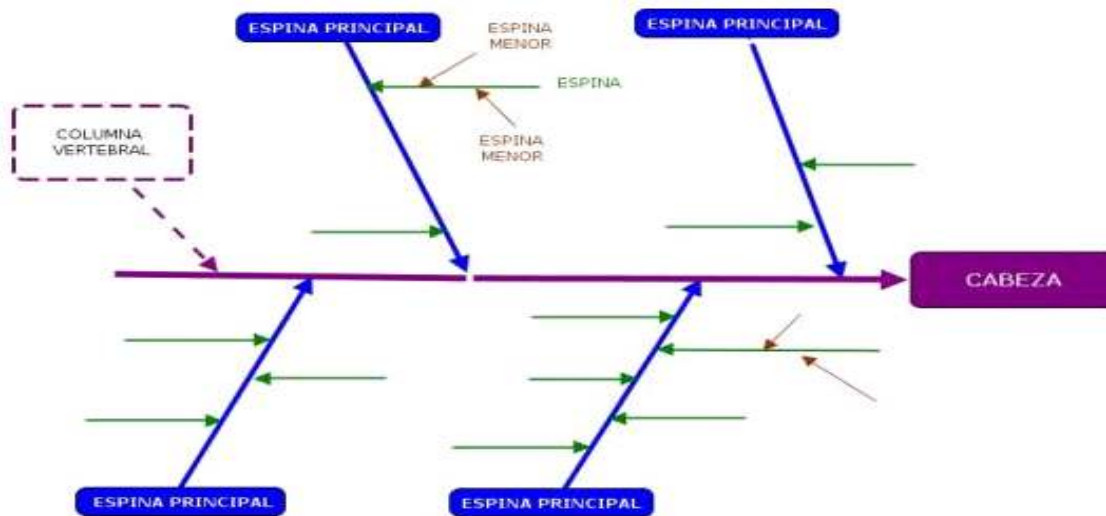 ESPINA PRINCIPAL
ESPINA PRINCIPAL
ESPINA
MENOR
ESPINA
ESPINA
MENOR
COLUMNA
VERTEBRAL
CABEZA
ESPINA PRINCIPAL
ESPINA PRINCIPAL